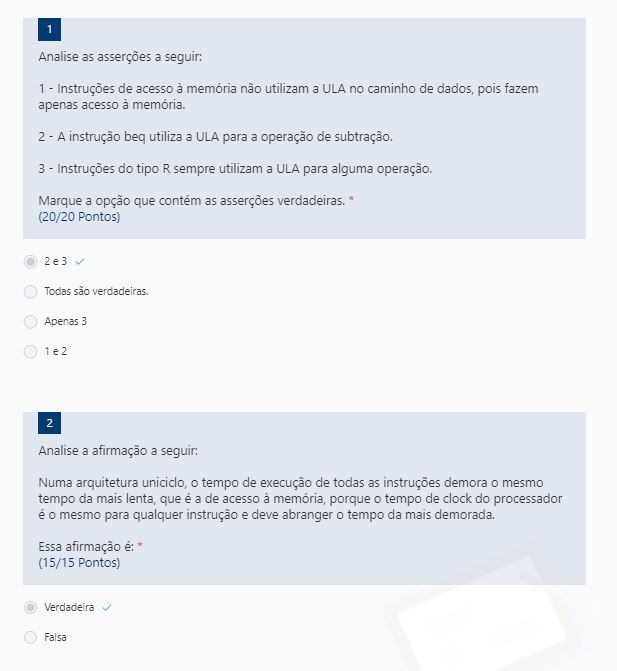 1
Analise as asserções a seguir:
1 - Instruções de acesso à memória não utilizam a ULA no caminho de dados, pois fazem
apenas acesso à memória.
2 - A instrução beq utiliza a ULA para a operação de subtração.
3 - Instruções do tipo R sempre utilizam a ULA para alguma operação.
Marque a opção que contém as asserções verdadeiras. *
(20/20 Pontos)
2 e 3
Todas são verdadeiras.
Apenas 3
1 e 2
2
Analise a afirmação a seguir:
Numa arquitetura uniciclo, o tempo de execução de todas as instruções demora o mesmo
tempo da mais lenta, que é a de acesso à memória, porque o tempo de clock do processador
é o mesmo para qualquer instrução e deve abranger o tempo da mais demorada.
Essa afirmação é: *
(15/15 Pontos)
Verdadeira
Falsa